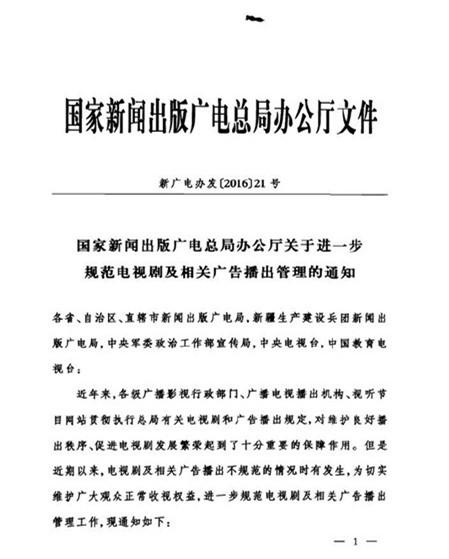 国家新闻出版广电总局办公厅文件
新广电办发〔2016〕21号
国家新闻出版广电总局办公厅关于进一步
规范电视剧及相关广告播出管理的通知
各省、自治区、直辖市新闻出版广电局,新疆生产建设兵团新闻出
版广电局,中央军委政治工作部宣传局,中央电视台,中国教育电
视台:
近年来,各级广播影视行政部门、广播电视播出机构、视听节
目网站贯彻执行总局有关电视剧和广告播出规定,对维护良好播
出秩序、促进电视剧发展繁荣起到了十分重要的保障作用。但是
近期以来,电视剧及相关广告播出不规范的情况时有发生,为切实
维护广大观众正常收视权益,进一步规范电视剧及相关广告播出
管理工作,现通知如下:
— 1 —